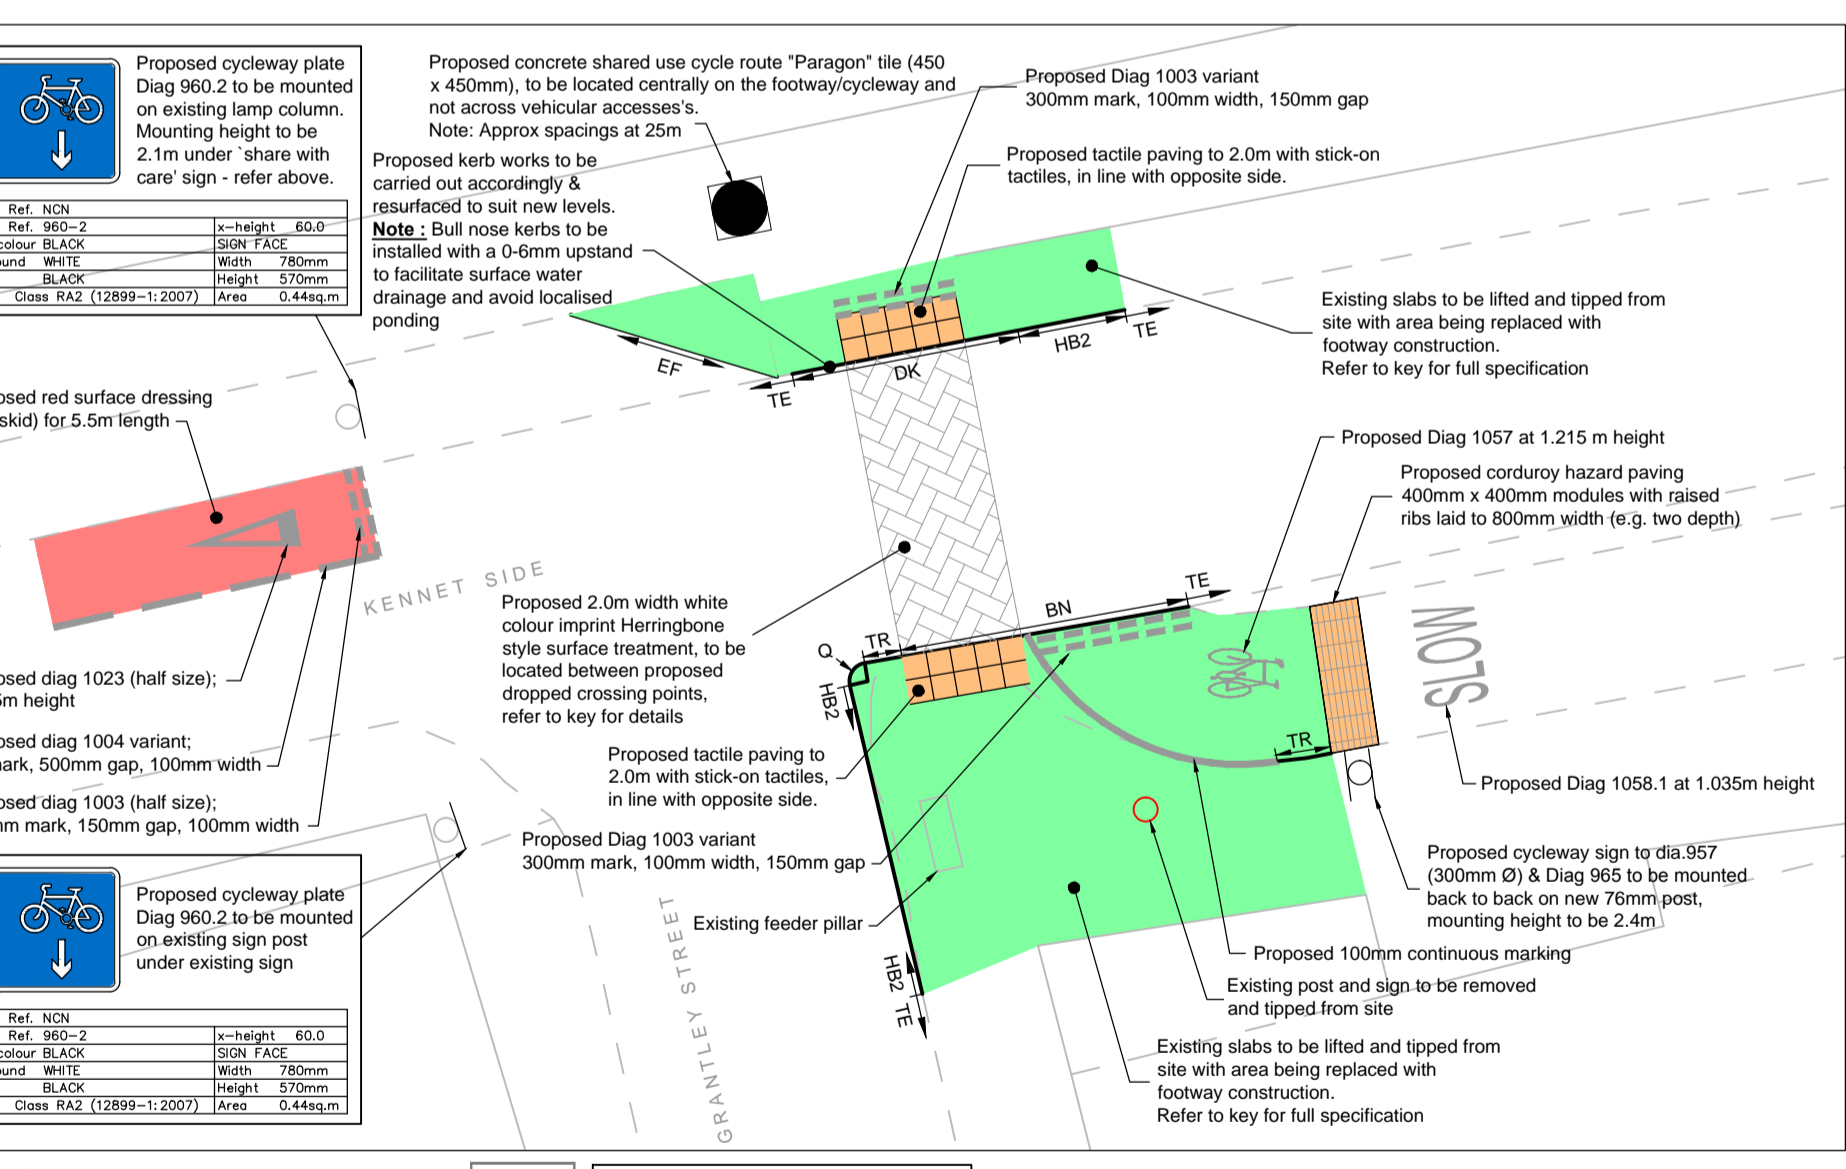 Proposed cycleway plate
Diag 960.2 to be mounted
on existing lamp column.
Mounting height to be
2.1m under `share with
care' sign - refer above.
Ref. NCN
Ref. 960-2
x-height 60.0
colour BLACK
SIGN FACE
und WHITE
Width 780mm
BLACK
Height 570mm
Class RA2 (12899-1:2007)
Area 0.44sq.m
Proposed concrete shared use cycle route "Paragon" tile (450
x 450mm), to be located centrally on the footway/cycleway and
not across vehicular accesses's.
Note: Approx spacings at 25m
Proposed kerb works to be
carried out accordingly &
resurfaced to suit new levels.
Note : Bull nose kerbs to be
installed with a 0-6mm upstand
to facilitate surface water
drainage and avoid localised
ponding
Proposed Diag 1003 variant
300mm mark, 100mm width, 150mm gap
Proposed tactile paving to 2.0m with stick-on
tactiles, in line with opposite side.
Existing slabs to be lifted and tipped from
site with area being replaced with
footway construction.
Refer to key for full specification
EF
TE
DK
HB2
TE
osed red surface dressing
skid) for 5.5m length
KENNET SIDE
Proposed Diag 1057 at 1.215 m height
Proposed corduroy hazard paving
400mm x 400mm modules with raised
ribs laid to 800mm width (e.g. two depth)
Proposed 2.0m width white
colour imprint Herringbone
style surface treatment, to be
located between proposed
dropped crossing points,
refer to key for details
Q
TR
BN
TE
HB2
TR
SLOW
osed diag 1023 (half size);
5m height
osed diag 1004 variant;
ark, 500mm gap, 100mm width
osed diag 1003 (half size);
m mark, 150mm gap, 100mm width
Proposed tactile paving to
2.0m with stick-on tactiles,
in line with opposite side.
Proposed Diag 1003 variant
300mm mark, 100mm width, 150mm gap
Existing feeder pillar
HB2
TE
GRANTLEY STREET
Proposed Diag 1058.1 at 1.035m height
Proposed cycleway sign to dia.957
(300mm Ø) & Diag 965 to be mounted
back to back on new 76mm post,
mounting height to be 2.4m
Proposed 100mm continuous marking
Existing post and sign to be removed
and tipped from site
Existing slabs to be lifted and tipped from
site with area being replaced with
footway construction.
Refer to key for full specification
Proposed cycleway plate
Diag 960.2 to be mounted
on existing sign post
under existing sign
Ref. NCN
Ref. 960-2
x-height 60.0
colour BLACK
SIGN FACE
und WHITE
Width 780mm
BLACK
Height 570mm
Class RA2 (12899-1:2007)
Area 0.44sq.m